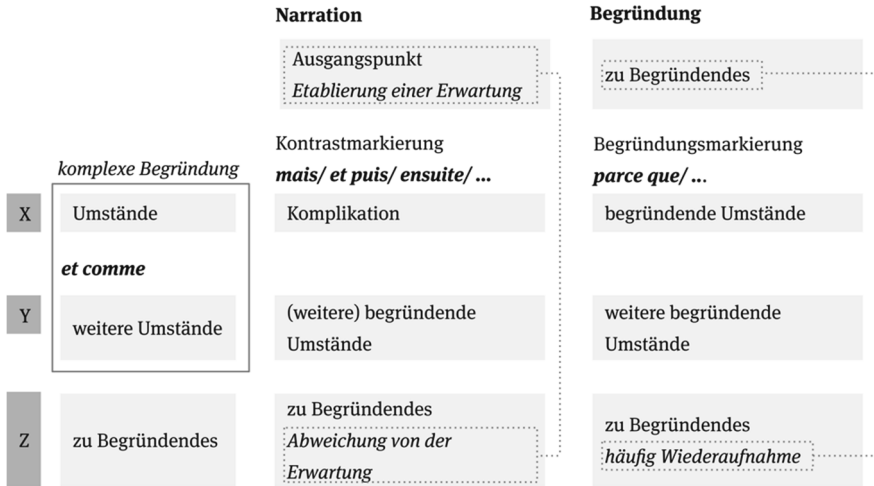 Narration
Begründung
Ausgangspunkt
Etablierung einer Erwartung
zu Begründendes
Kontrastmarkierung
mais/ et puis/ ensuite/ ...
Begründungsmarkierung
parce que/ ...
komplexe Begründung
X
Umstände
Komplikation
begründende Umstände
et comme
Y
weitere Umstände
(weitere) begründende
Umstände
weitere begründende
Umstände
Z
zu Begründendes
zu Begründendes
Abweichung von der
Erwartung
zu Begründendes
häufig Wiederaufnahme